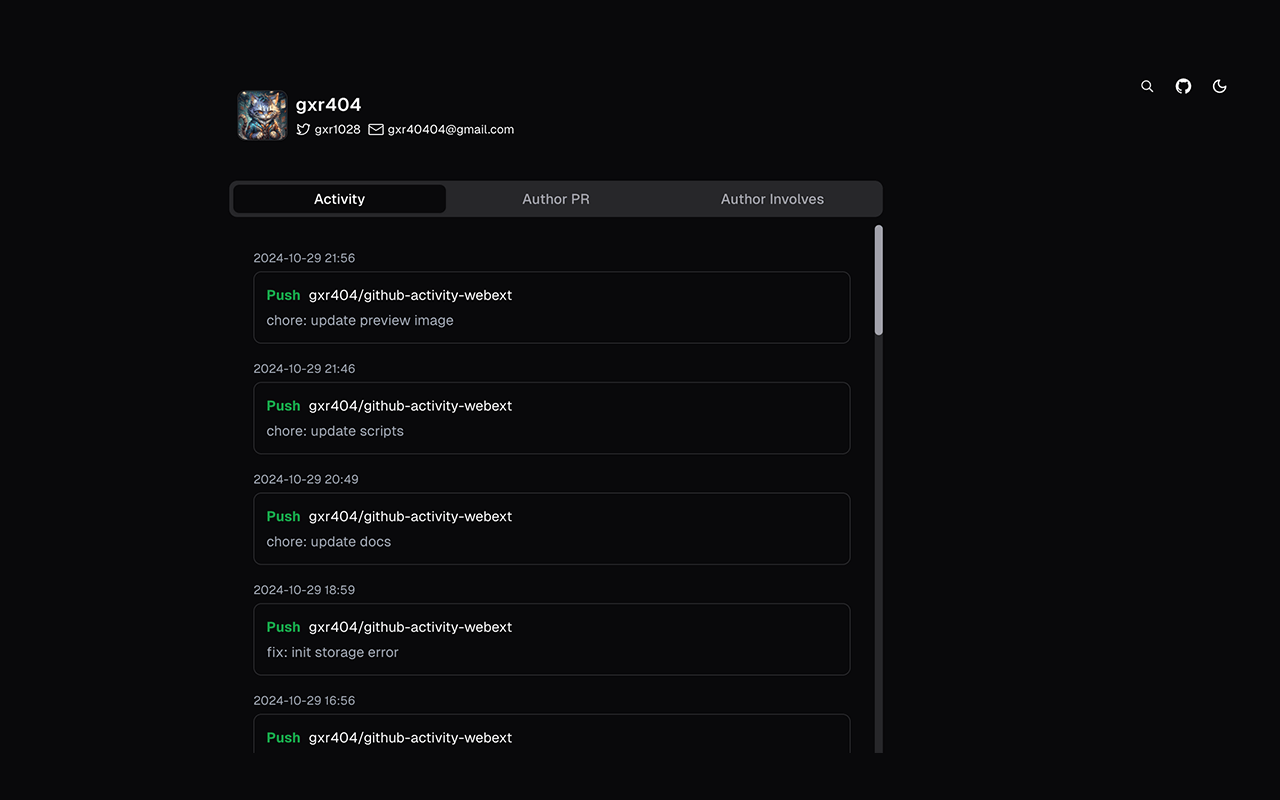 gxr404
gxr1028 gxr40404@gmail.com
Activity Author PR Author Involves
2024-10-29 21:56
Push gxr404/github-activity-webext
chore: update preview image
2024-10-29 21:46
Push gxr404/github-activity-webext
chore: update scripts
2024-10-29 20:49
Push gxr404/github-activity-webext
chore: update docs
2024-10-29 18:59
Push gxr404/github-activity-webext
fix: init storage error
2024-10-29 16:56
Push gxr404/github-activity-webext